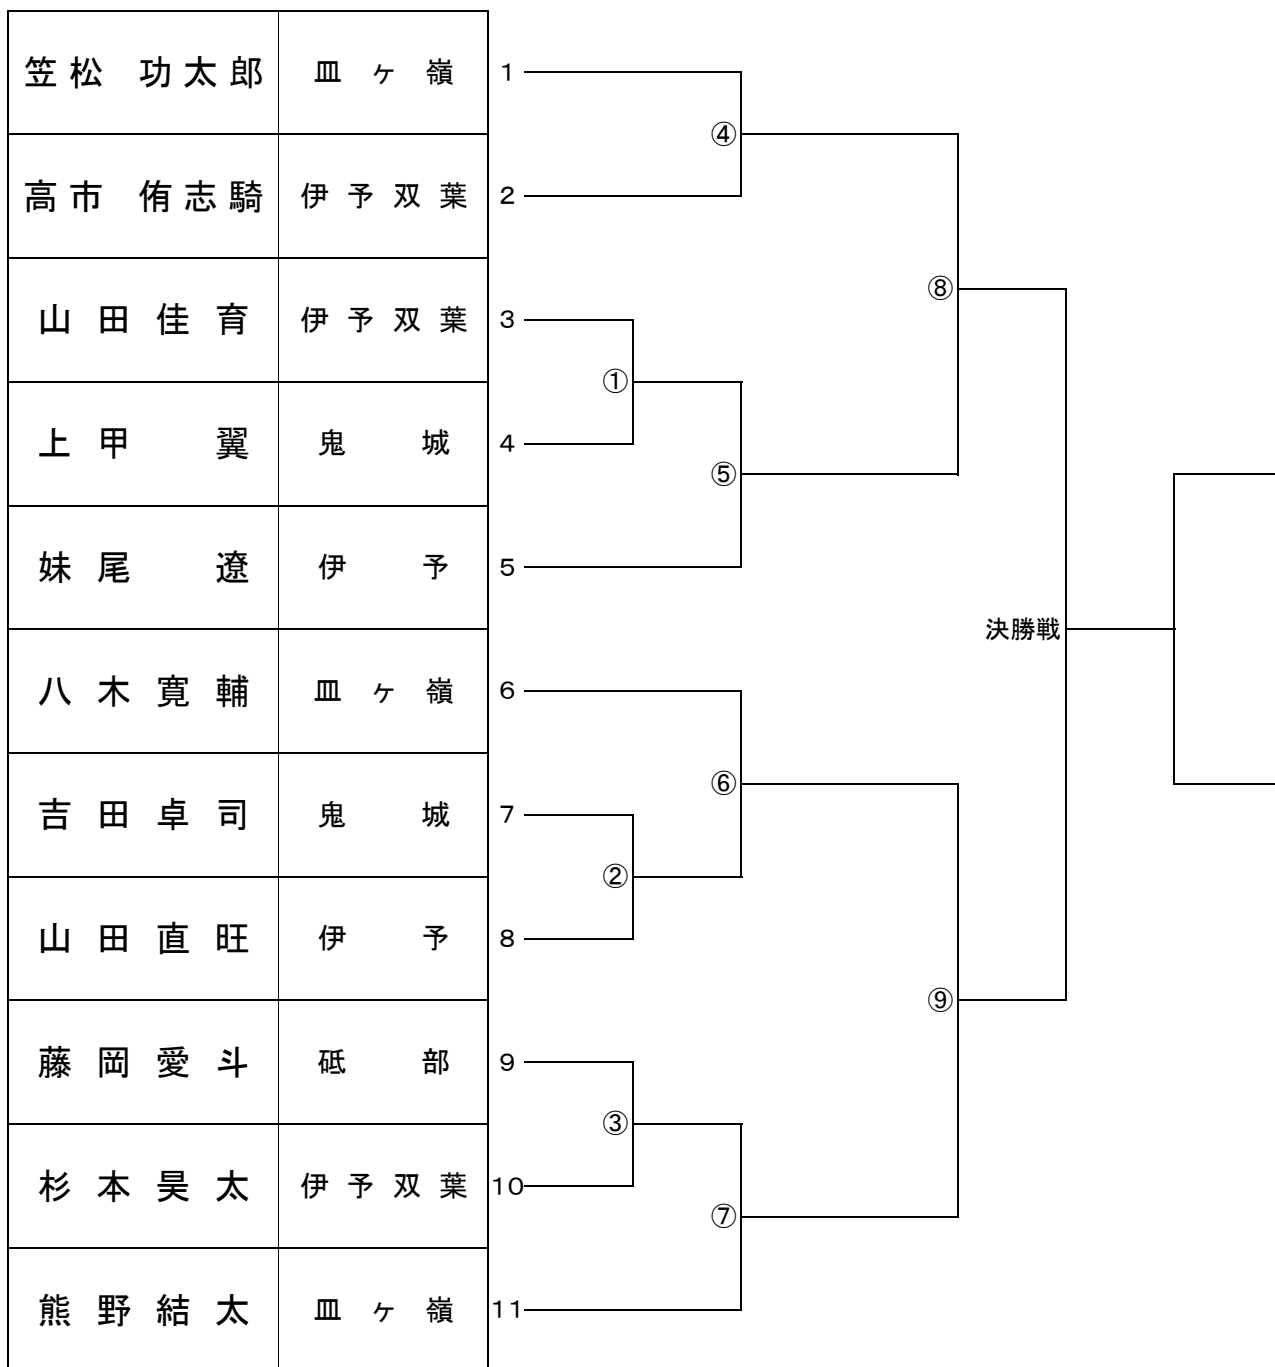 笠松 功太郎 皿ヶ嶺 1
④
高市 侑志騎 伊予双葉 2
⑧
山田佳育 伊予双葉 3
①
上甲 翼 鬼城 4
⑤
妹尾 遼 伊予 5
決勝戦
八木寛輔 皿ヶ嶺 6
⑥
吉田卓司 鬼城 7
②
山田直旺 伊予 8
⑨
藤岡愛斗 砥部 9
③
杉本昊太 伊予双葉 10
⑦
熊野結太 皿ヶ嶺 11